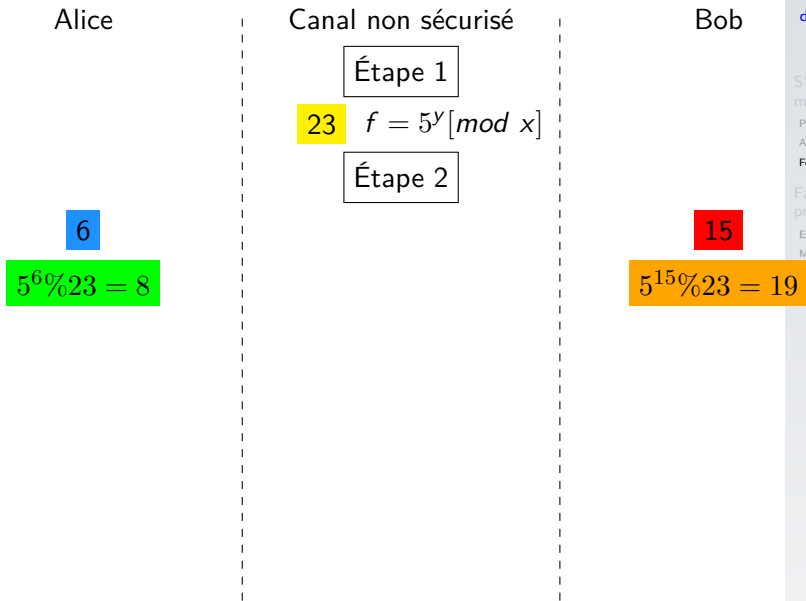 Alice Canal non sécurisé Bob
Étape 1
23 f = 5^y[mod x]
Étape 2
6 15
5^6%23 = 8 5^15%23 = 19